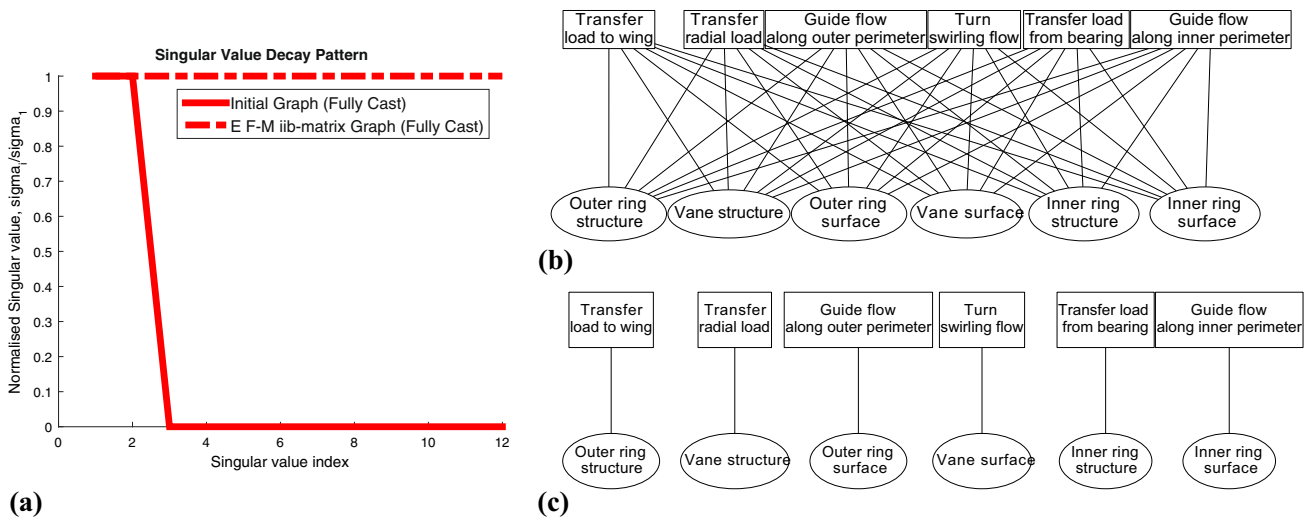 Singular Value Decay Pattern
Normalised Singular value, sigma_i/sigma_1
1
0.9
0.8
0.7
0.6
0.5
0.4
0.3
0.2
0.1
0
Initial Graph (Fully Cast)
E F-M iib-matrix Graph (Fully Cast)
0 2 4 6 8 10 12
Singular value index
(a)
Transfer
load to wing
Transfer
radial load
Guide flow
along outer perimeter
Turn
swirling flow
Transfer load
from bearing
Guide flow
along inner perimeter
Outer ring
structure
Vane structure
Outer ring
surface
Vane surface
Inner ring
structure
Inner ring
surface
(b)
Transfer
load to wing
Transfer
radial load
Guide flow
along outer perimeter
Turn
swirling flow
Transfer load
from bearing
Guide flow
along inner perimeter
Outer ring
structure
Vane structure
Outer ring
surface
Vane surface
Inner ring
structure
Inner ring
surface
(c)